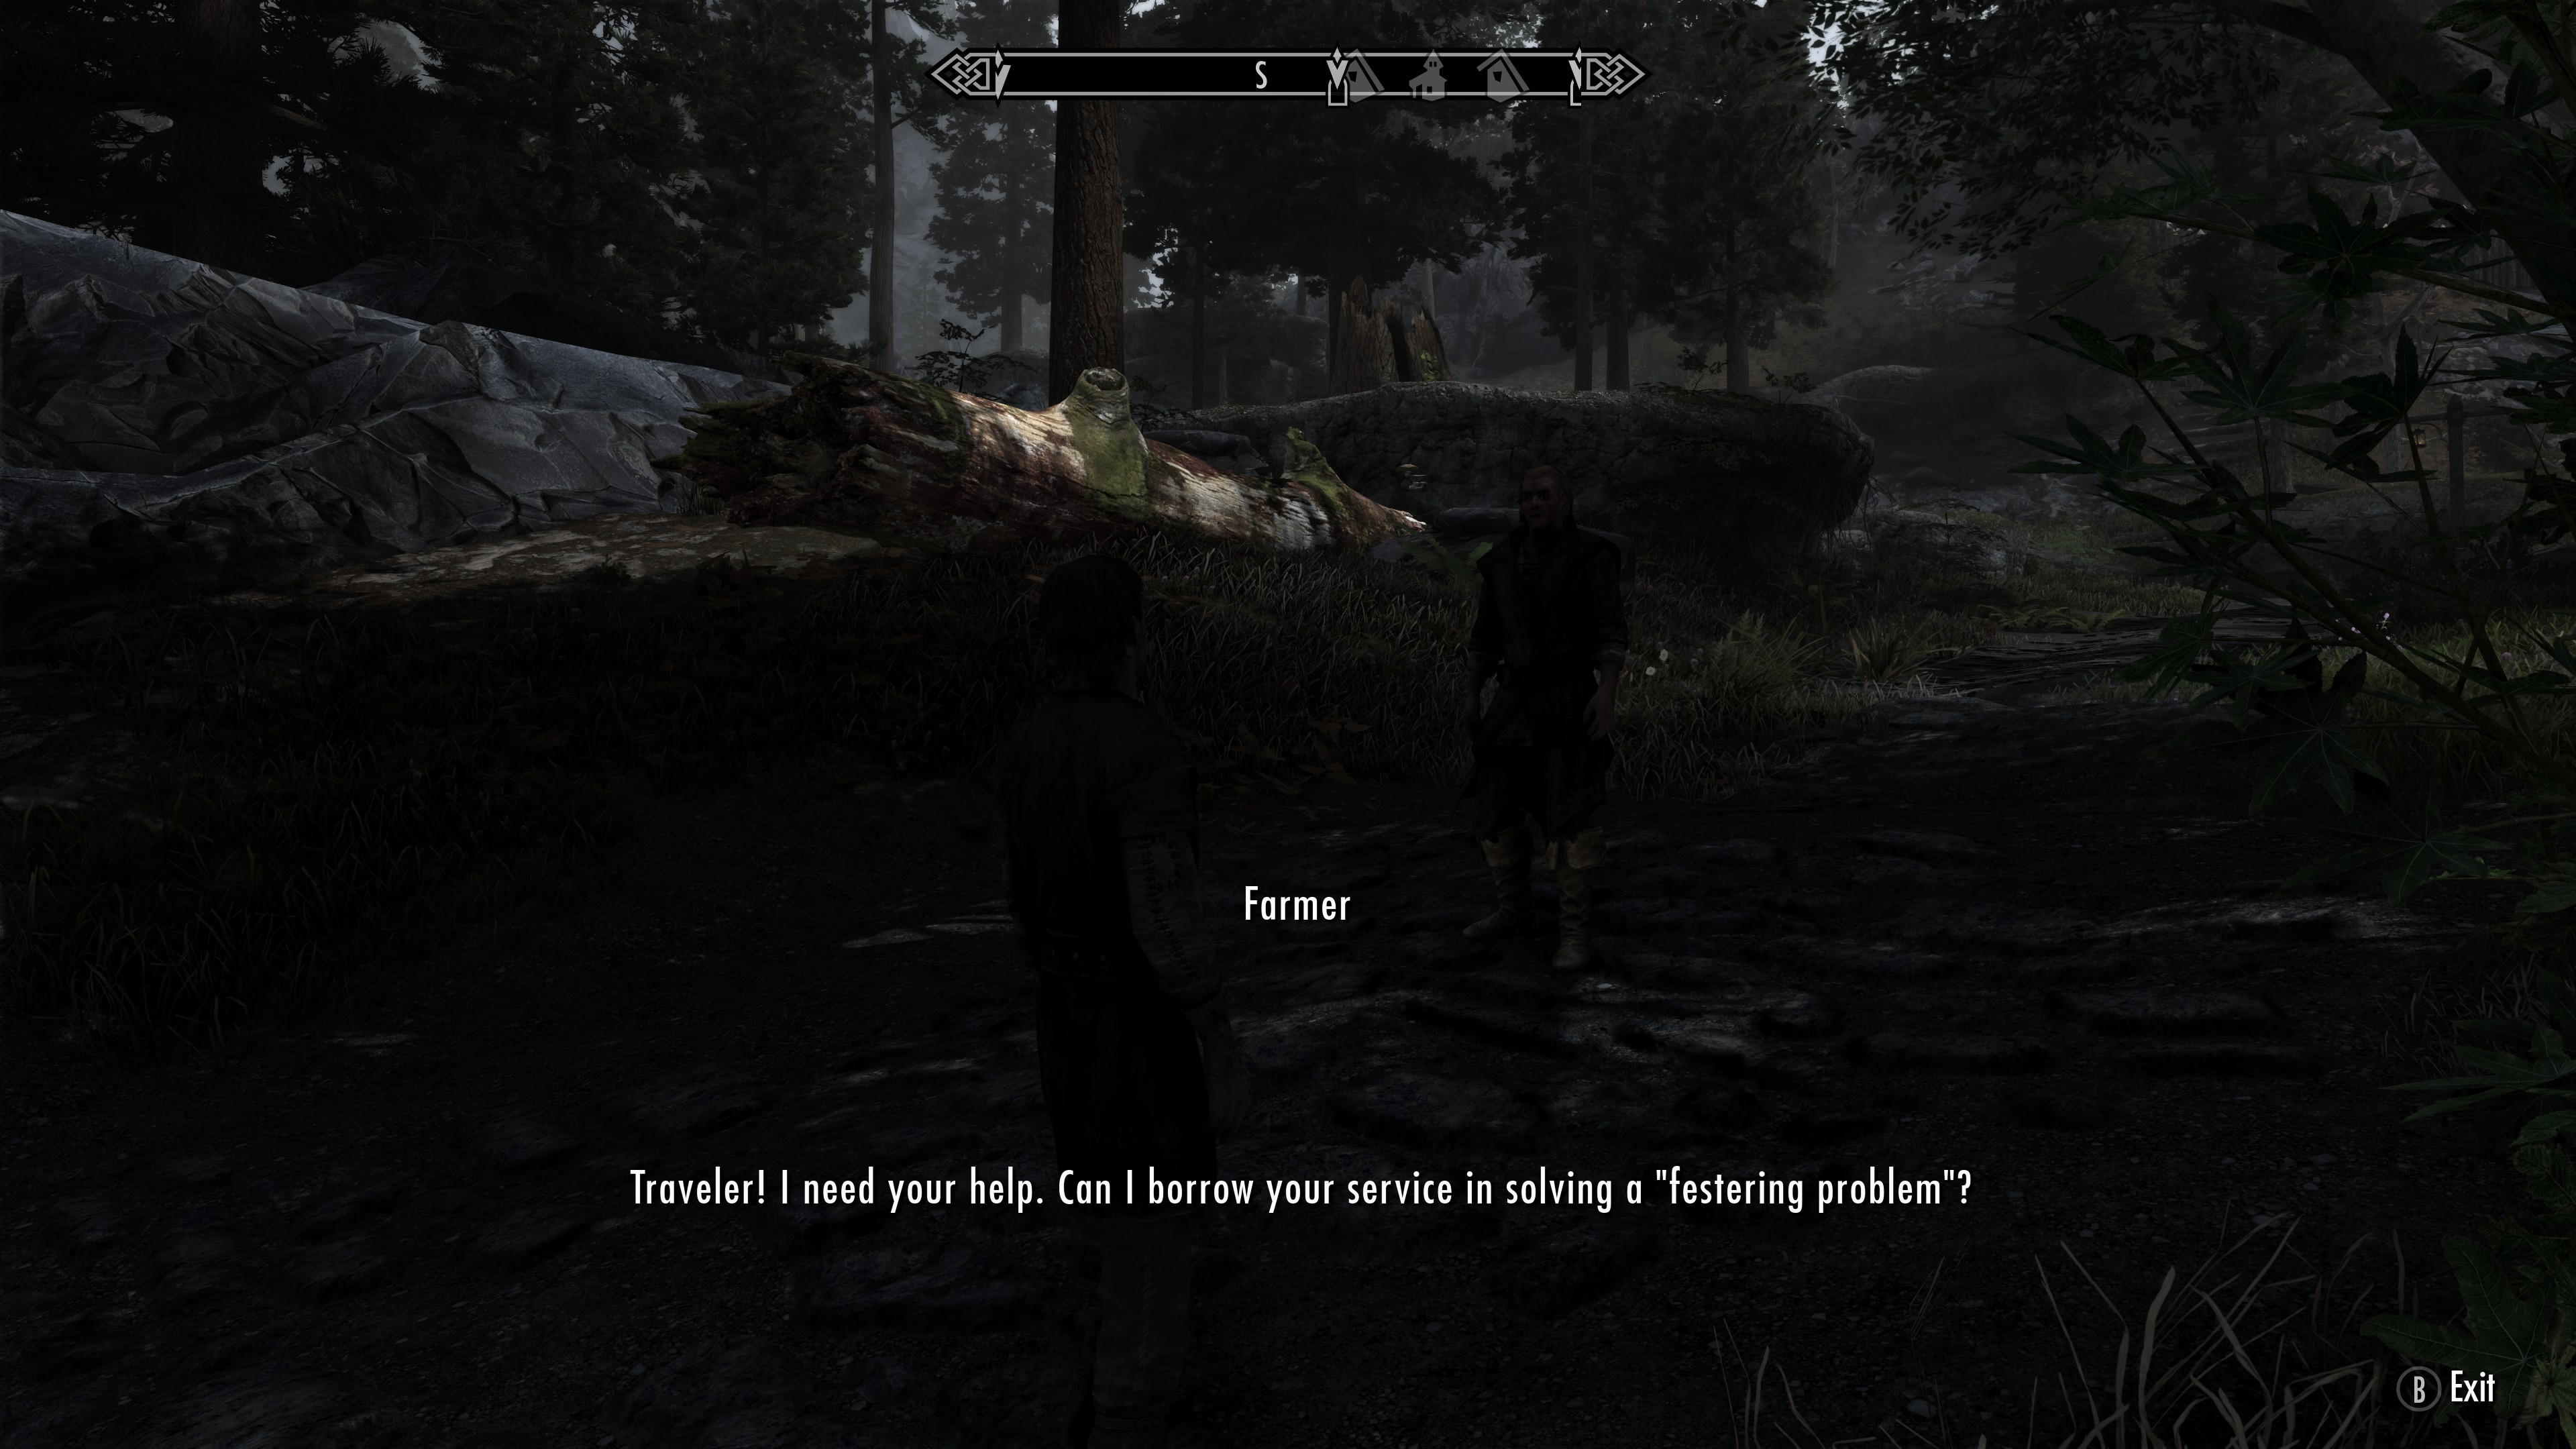 S
Farmer
Traveler! I need your help. Can I borrow your service in solving a "festering problem"?
B Exit